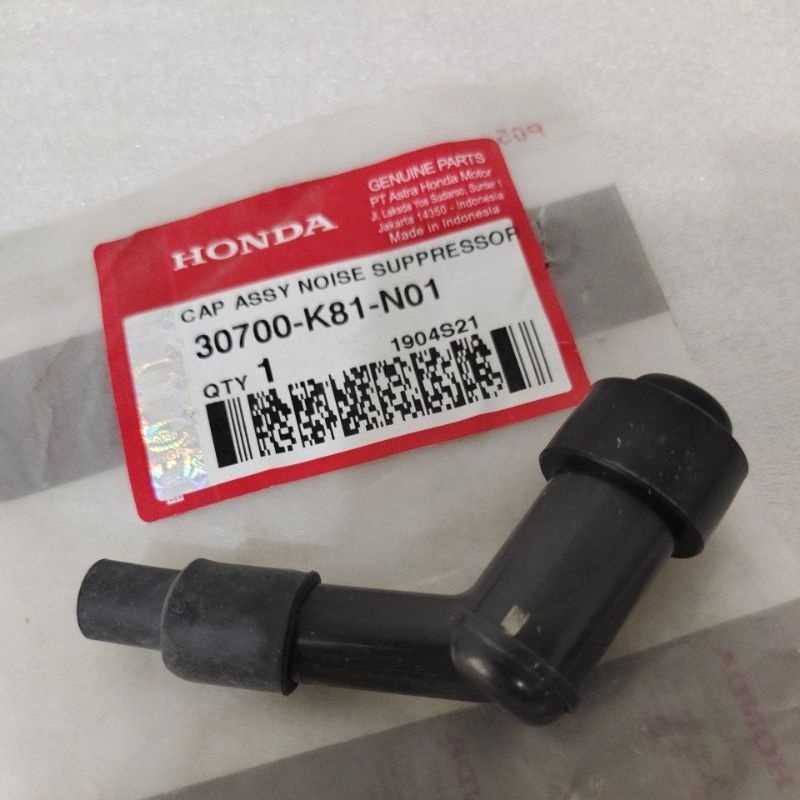 HONDA
GENUINE PARTS
PT Astra Honda Motor
Jl. Laksda Yos Sudarso, Sunter 1
Jakarta 14350 - Indonesia
Made in Indonesia
CAP ASSY NOISE SUPPRESSOR
30700-K81-N01
1904S21
QTY 1
HONDA